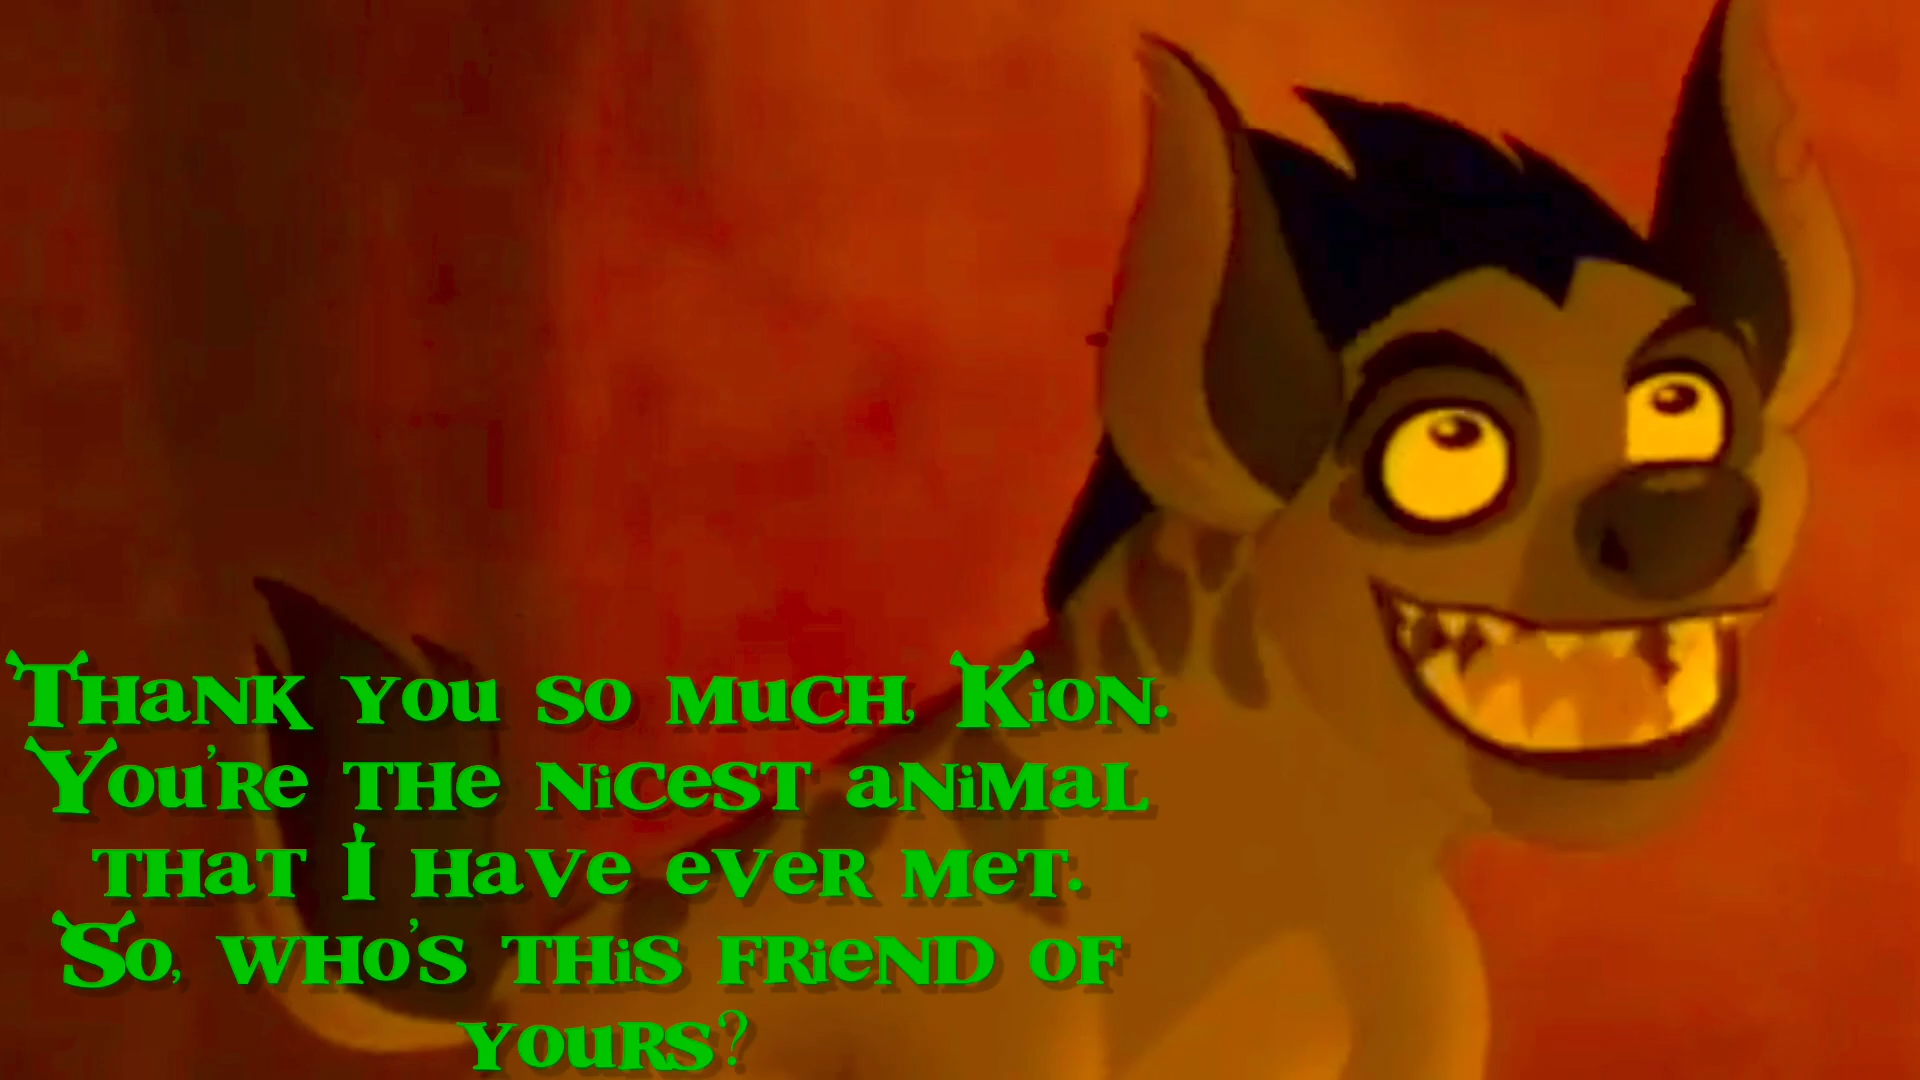 Thank you so much, Kion.
You're the nicest animal
that I have ever met.
So, who's this friend of
yours?